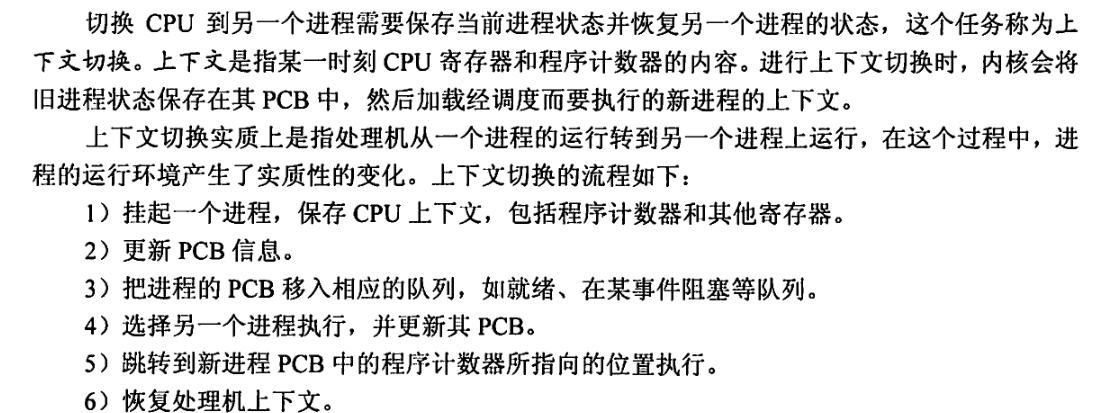 切换 CPU 到另一个进程需要保存当前进程状态并恢复另一个进程的状态，这个任务称为上
下文切换。上下文是指某一时刻 CPU 寄存器和程序计数器的内容。进行上下文切换时，内核会将
旧进程状态保存在其 PCB 中，然后加载经调度而要执行的新进程的上下文。
上下文切换实质上是指处理机从一个进程的运行转到另一个进程上运行，在这个过程中，进
程的运行环境产生了实质性的变化。上下文切换的流程如下：
1）挂起一个进程，保存 CPU 上下文，包括程序计数器和其他寄存器。
2）更新 PCB 信息。
3）把进程的 PCB 移入相应的队列，如就绪、在某事件阻塞等队列。
4）选择另一个进程执行，并更新其 PCB。
5）跳转到新进程 PCB 中的程序计数器所指向的位置执行。
6）恢复处理机上下文。